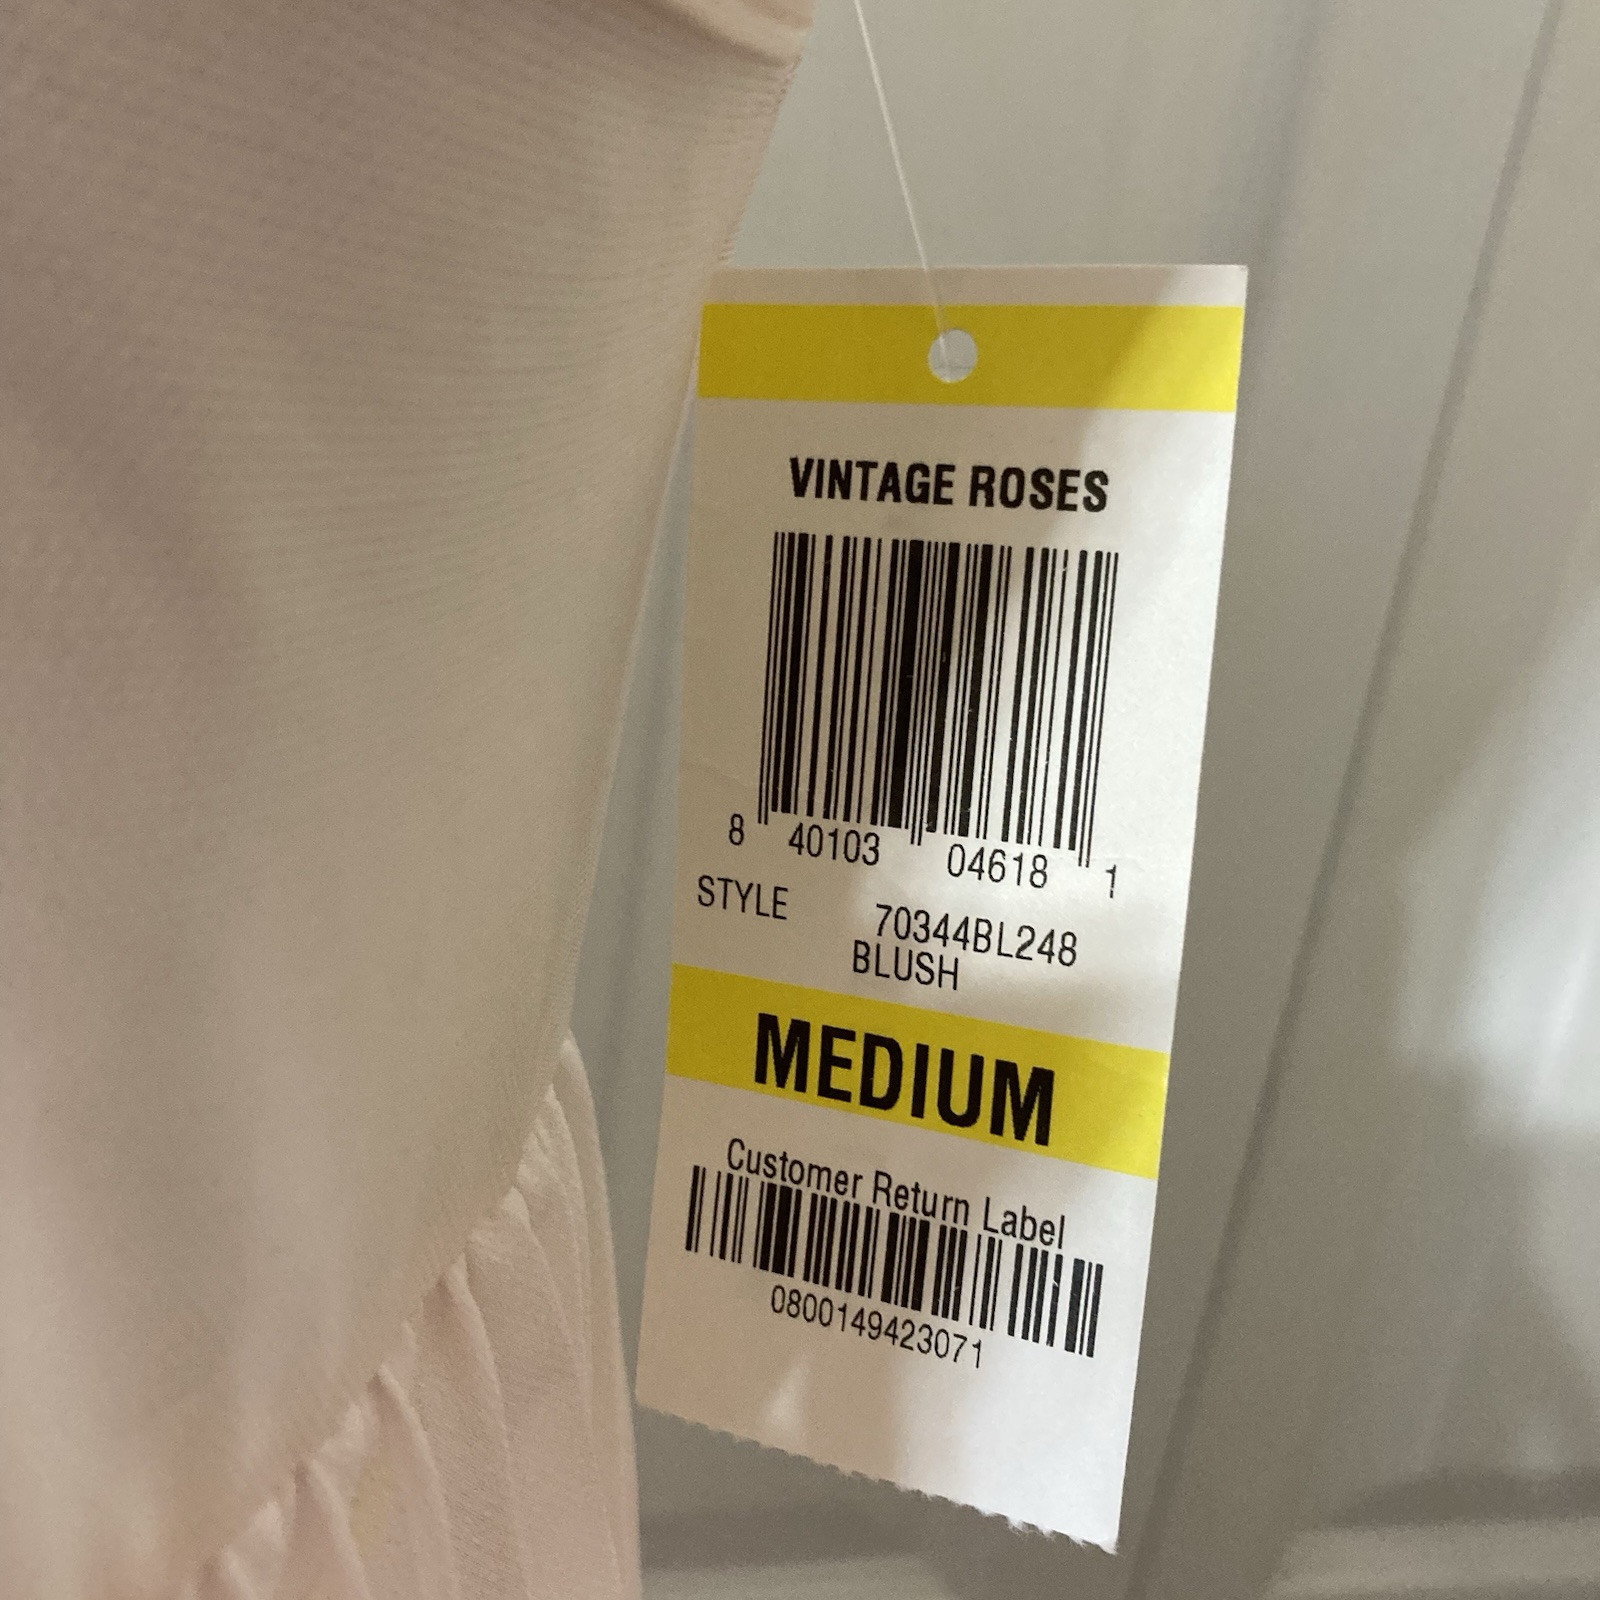 VINTAGE ROSES
8 40103 04618 1
STYLE 70344BL248
BLUSH
MEDIUM
Customer Return Label
0800149423071